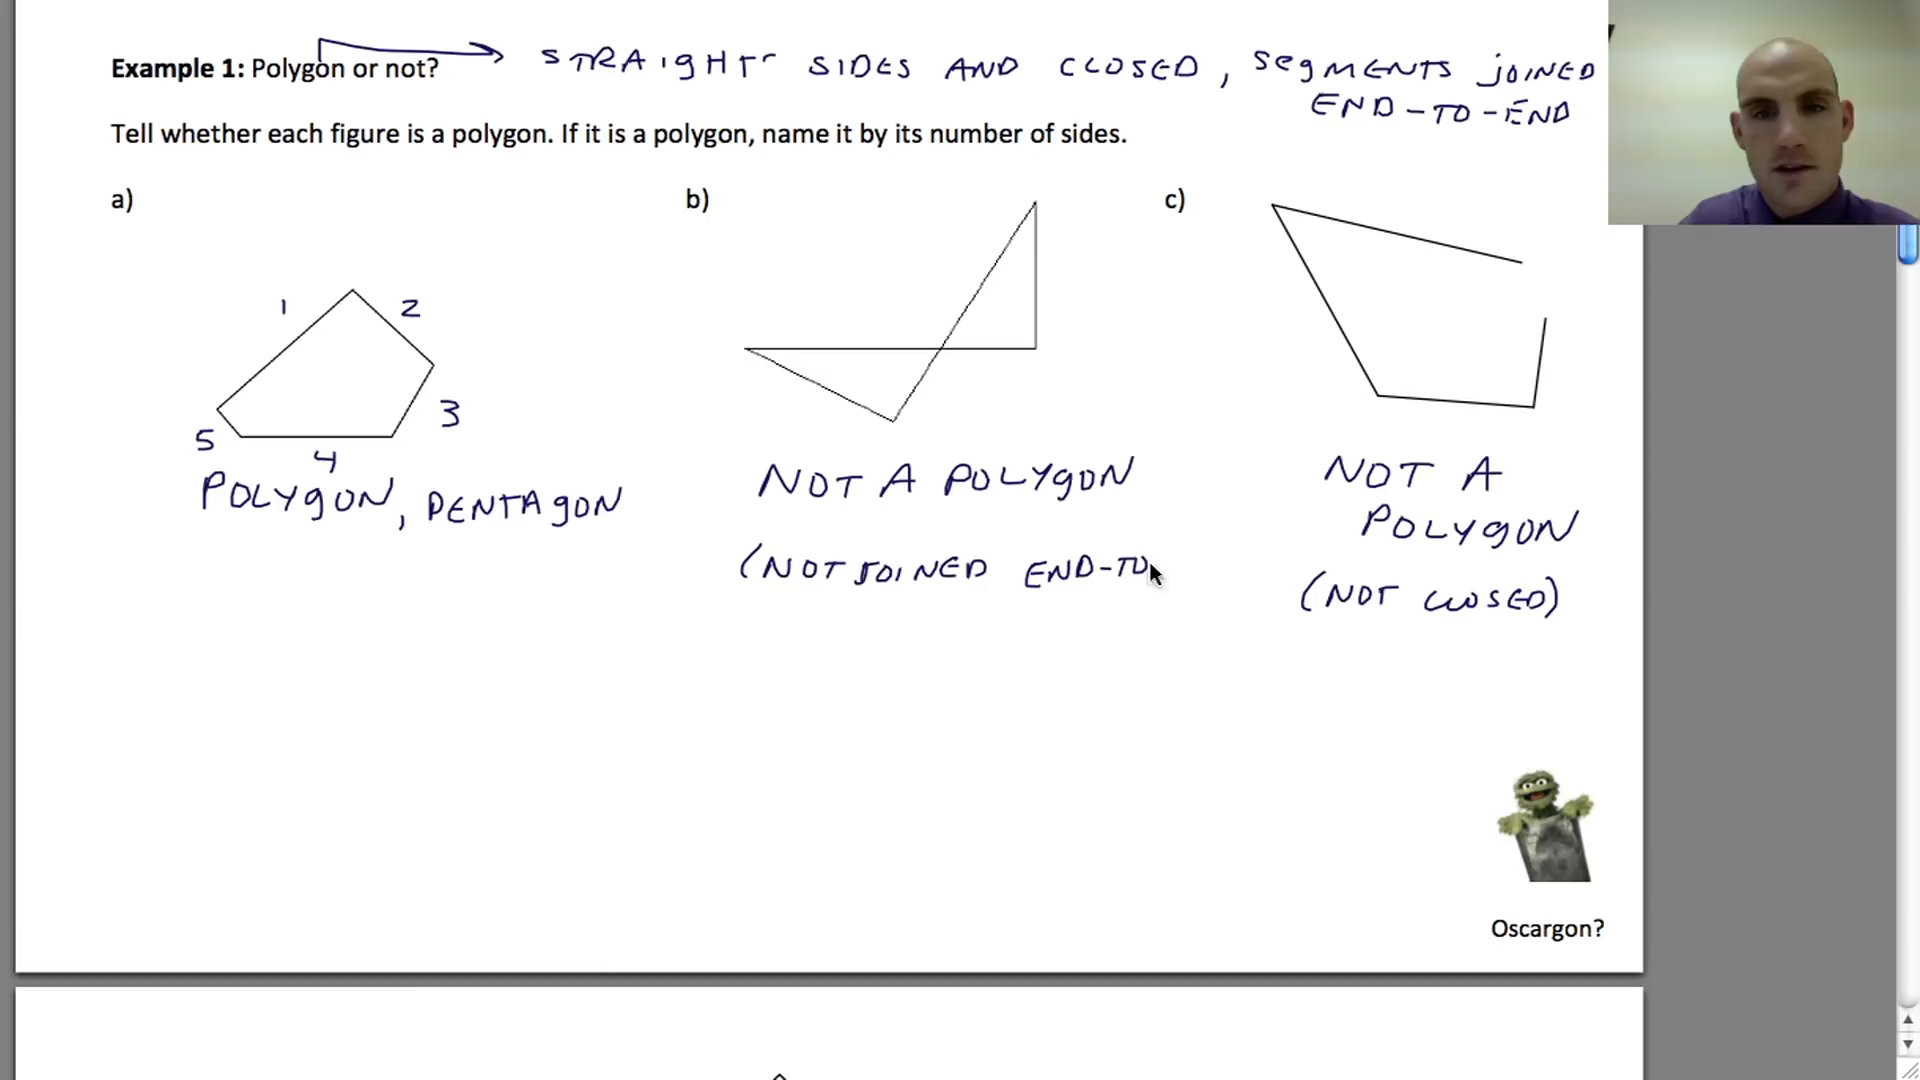 Example 1: Polygon or not? STRAIGHT SIDES AND CLOSED, SEGMENTS JOINED
END-TO-END
Tell whether each figure is a polygon. If it is a polygon, name it by its number of sides.
a) b) c)
1 2
3
5
4
POLYGON, PENTAGON
NOT A POLYGON
(NOT JOINED END-TO
NOT A
POLYGON
(NOT CLOSED)
Oscargon?